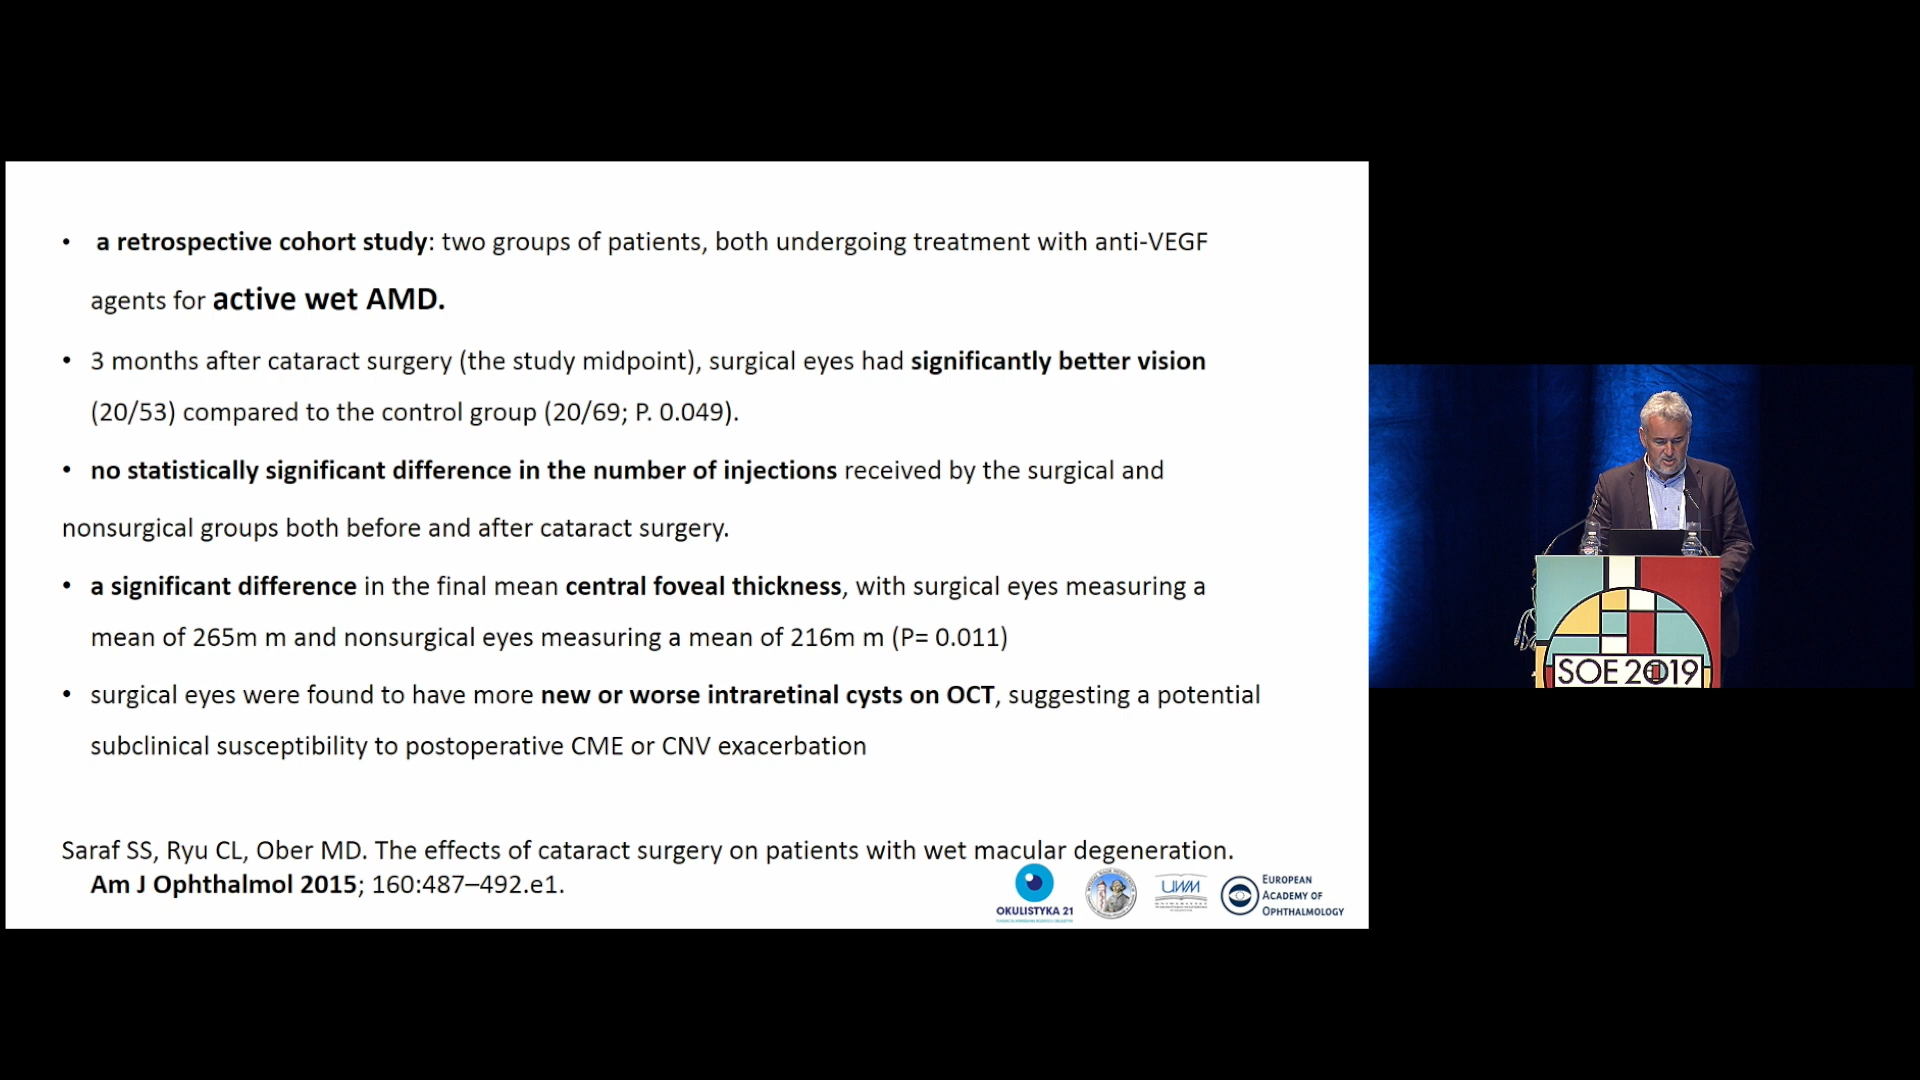 • a retrospective cohort study: two groups of patients, both undergoing treatment with anti-VEGF
agents for active wet AMD.
• 3 months after cataract surgery (the study midpoint), surgical eyes had significantly better vision
(20/53) compared to the control group (20/69; P. 0.049).
• no statistically significant difference in the number of injections received by the surgical and
nonsurgical groups both before and after cataract surgery.
• a significant difference in the final mean central foveal thickness, with surgical eyes measuring a
mean of 265m m and nonsurgical eyes measuring a mean of 216m m (P= 0.011)
• surgical eyes were found to have more new or worse intraretinal cysts on OCT, suggesting a potential
subclinical susceptibility to postoperative CME or CNV exacerbation
Saraf SS, Ryu CL, Ober MD. The effects of cataract surgery on patients with wet macular degeneration.
Am J Ophthalmol 2015; 160:487–492.e1.
OKULISTYKA 21
UWM
EUROPEAN
ACADEMY OF
OPHTHALMOLOGY
SOE 2019